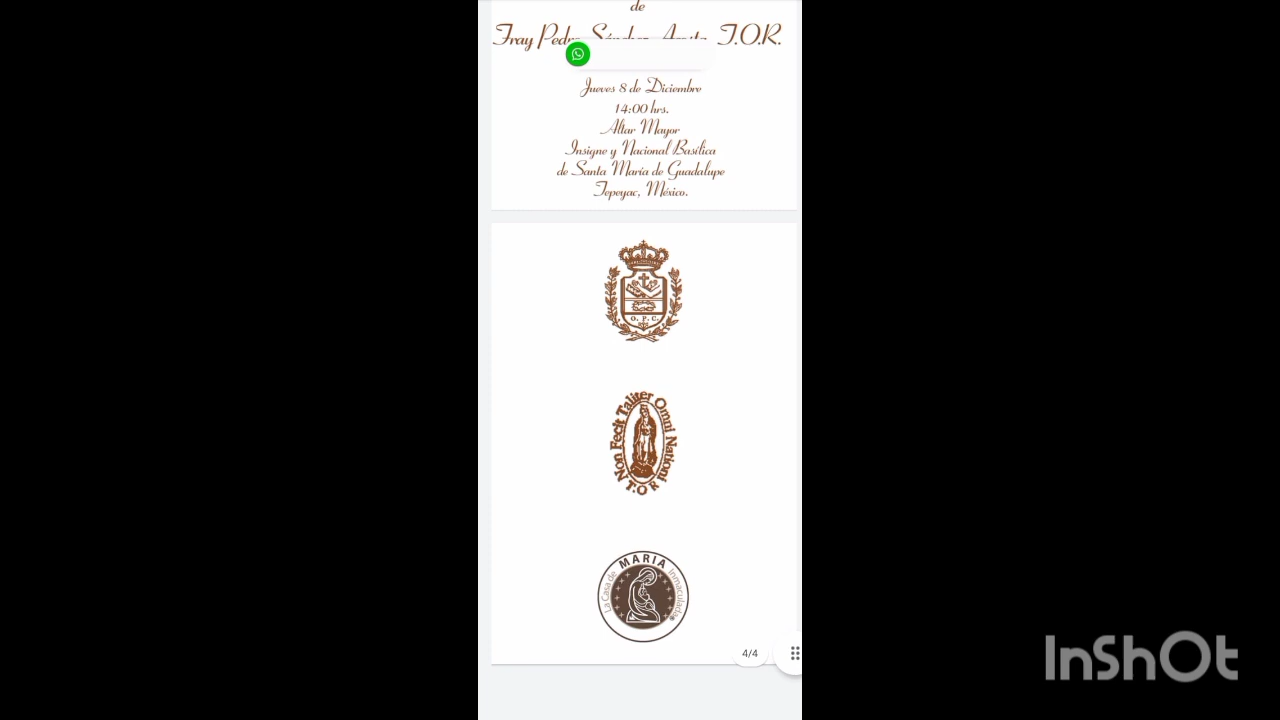 de
Fray Pedro Sánchez T.O.R.
Jueves 8 de Diciembre
14:00 hrs.
Altar Mayor
Insigne y Nacional Basílica
de Santa María de Guadalupe
Tepeyac, México.
O. F. C.
Non Fecit Taliter Omni Nationi
T.O R
La Casa de MARIA Inmaculada
4/4
InShOt